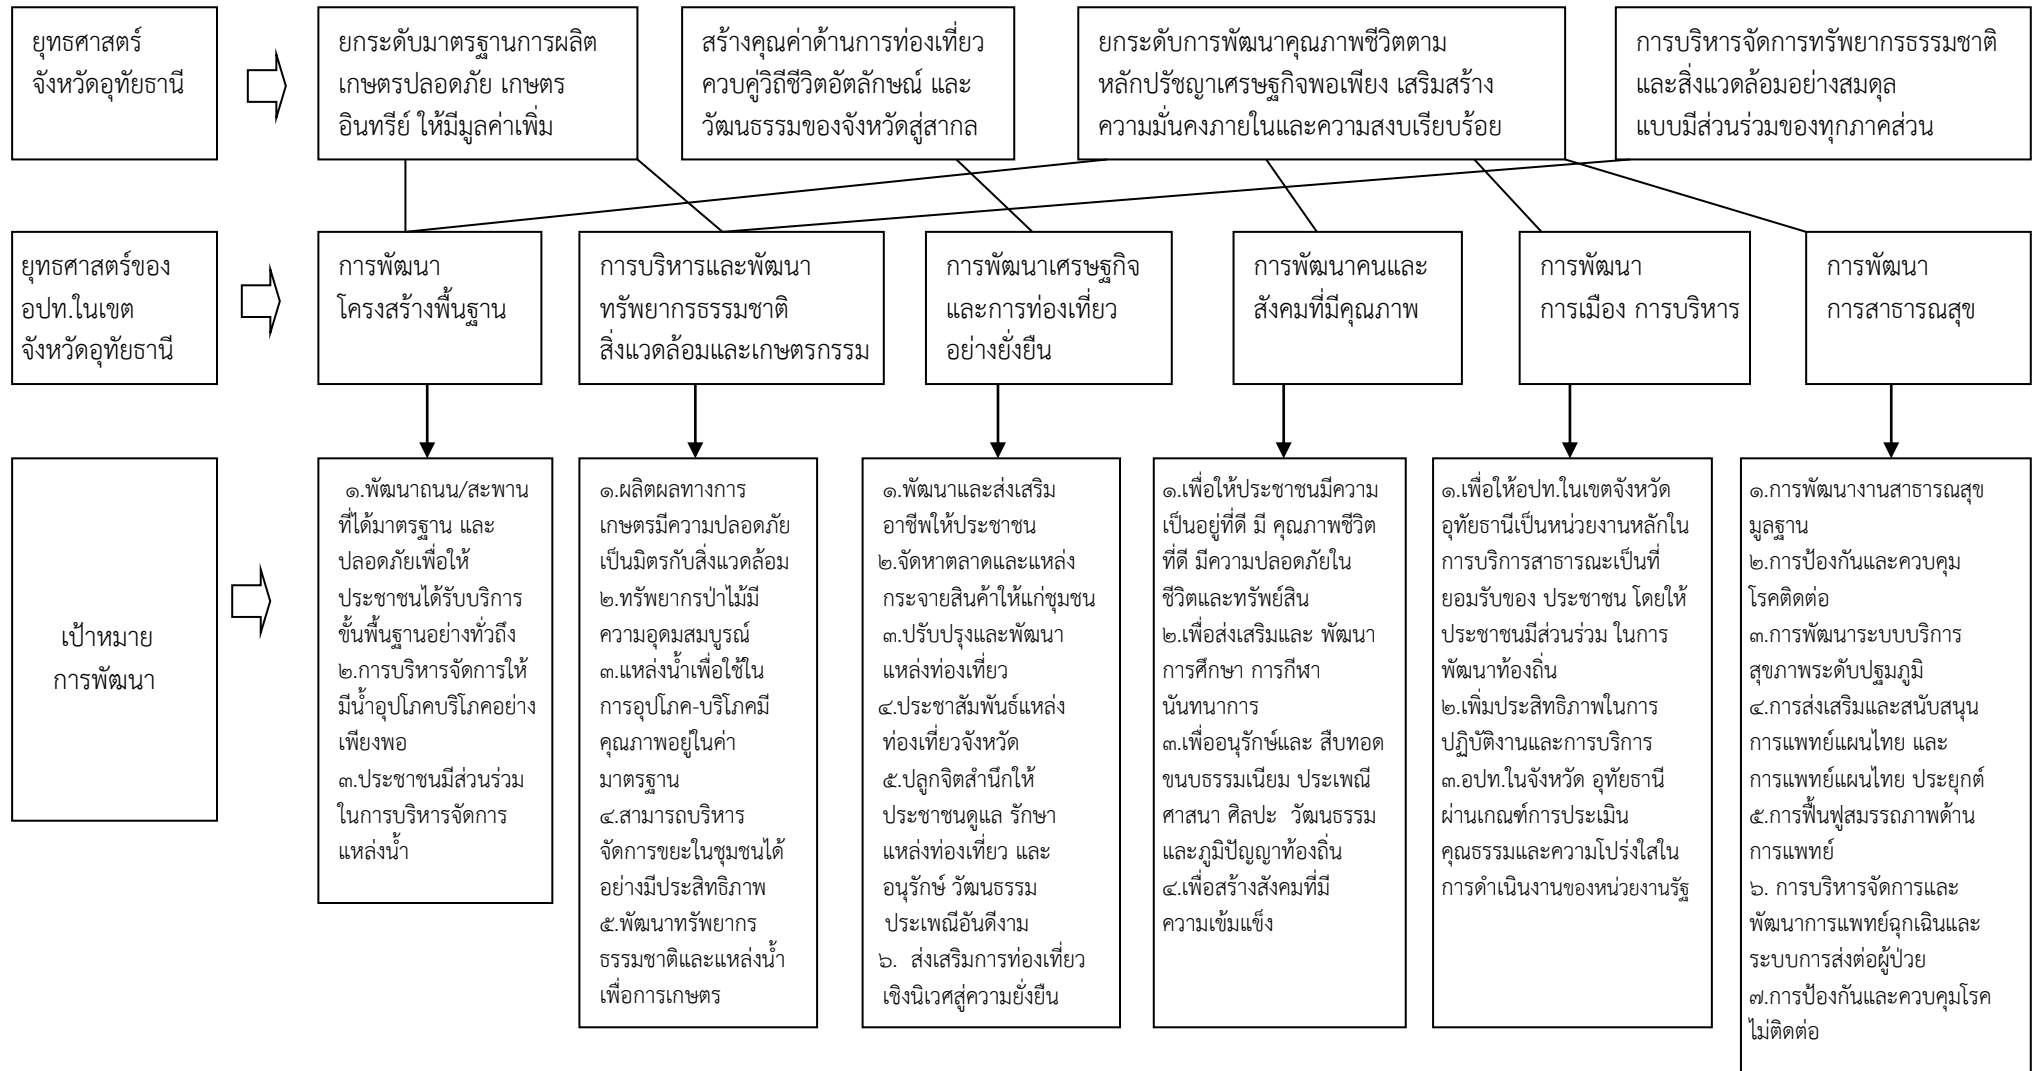 ยุทธศาสตร์
จังหวัดอุทัยธานี
ยกระดับมาตรฐานการผลิต
เกษตรปลอดภัย เกษตร
อินทรีย์ ให้มีมูลค่าเพิ่ม
สร้างคุณค่าด้านการท่องเที่ยว
ควบคู่วิถีชีวิตอัตลักษณ์ และ
วัฒนธรรมของจังหวัดสู่สากล
ยกระดับการพัฒนาคุณภาพชีวิตตาม
หลักปรัชญาเศรษฐกิจพอเพียง เสริมสร้าง
ความมั่นคงภายในและความสงบเรียบร้อย
การบริหารจัดการทรัพยากรธรรมชาติ
และสิ่งแวดล้อมอย่างสมดุล
แบบมีส่วนร่วมของทุกภาคส่วน
ยุทธศาสตร์ของ
อปท.ในเขต
จังหวัดอุทัยธานี
การพัฒนา
โครงสร้างพื้นฐาน
การบริหารและพัฒนา
ทรัพยากรธรรมชาติ
สิ่งแวดล้อมและเกษตรกรรม
การพัฒนาเศรษฐกิจ
และการท่องเที่ยว
อย่างยั่งยืน
การพัฒนาคนและ
สังคมที่มีคุณภาพ
การพัฒนา
การเมือง การบริหาร
การพัฒนา
การสาธารณสุข
เป้าหมาย
การพัฒนา
๑.พัฒนาถนน/สะพาน
ที่ได้มาตรฐาน และ
ปลอดภัยเพื่อให้
ประชาชนได้รับบริการ
ขั้นพื้นฐานอย่างทั่วถึง
๒.การบริหารจัดการให้
มีน้ำอุปโภคบริโภคอย่าง
เพียงพอ
๓.ประชาชนมีส่วนร่วม
ในการบริหารจัดการ
แหล่งน้ำ
๑.ผลิตผลทางการ
เกษตรมีความปลอดภัย
เป็นมิตรกับสิ่งแวดล้อม
๒.ทรัพยากรป่าไม้มี
ความอุดมสมบูรณ์
๓.แหล่งน้ำเพื่อใช้ใน
การอุปโภค-บริโภคมี
คุณภาพอยู่ในค่า
มาตรฐาน
๔.สามารถบริหาร
จัดการขยะในชุมชนได้
อย่างมีประสิทธิภาพ
๕.พัฒนาทรัพยากร
ธรรมชาติและแหล่งน้ำ
เพื่อการเกษตร
๑.พัฒนาและส่งเสริม
อาชีพให้ประชาชน
๒.จัดหาตลาดและแหล่ง
กระจายสินค้าให้แก่ชุมชน
๓.ปรับปรุงและพัฒนา
แหล่งท่องเที่ยว
๔.ประชาสัมพันธ์แหล่ง
ท่องเที่ยวจังหวัด
๕.ปลูกจิตสำนึกให้
ประชาชนดูแล รักษา
แหล่งท่องเที่ยว และ
อนุรักษ์ วัฒนธรรม
ประเพณีอันดีงาม
๖. ส่งเสริมการท่องเที่ยว
เชิงนิเวศสู่ความยั่งยืน
๑.เพื่อให้ประชาชนมีความ
เป็นอยู่ที่ดี มี คุณภาพชีวิต
ที่ดี มีความปลอดภัยใน
ชีวิตและทรัพย์สิน
๒.เพื่อส่งเสริมและ พัฒนา
การศึกษา การกีฬา
นันทนาการ
๓.เพื่ออนุรักษ์และ สืบทอด
ขนบธรรมเนียม ประเพณี
ศาสนา ศิลปะ วัฒนธรรม
และภูมิปัญญาท้องถิ่น
๔.เพื่อสร้างสังคมที่มี
ความเข้มแข็ง
๑.เพื่อให้อปท.ในเขตจังหวัด
อุทัยธานีเป็นหน่วยงานหลักใน
การบริการสาธารณะเป็นที่
ยอมรับของ ประชาชน โดยให้
ประชาชนมีส่วนร่วม ในการ
พัฒนาท้องถิ่น
๒.เพิ่มประสิทธิภาพในการ
ปฏิบัติงานและการบริการ
๓.อปท.ในจังหวัด อุทัยธานี
ผ่านเกณฑ์การประเมิน
คุณธรรมและความโปร่งใสใน
การดำเนินงานของหน่วยงานรัฐ
๑.การพัฒนางานสาธารณสุข
มูลฐาน
๒.การป้องกันและควบคุม
โรคติดต่อ
๓.การพัฒนาระบบบริการ
สุขภาพระดับปฐมภูมิ
๔.การส่งเสริมและสนับสนุน
การแพทย์แผนไทย และ
การแพทย์แผนไทย ประยุกต์
๕.การฟื้นฟูสมรรถภาพด้าน
การแพทย์
๖. การบริหารจัดการและ
พัฒนาการแพทย์ฉุกเฉินและ
ระบบการส่งต่อผู้ป่วย
๗.การป้องกันและควบคุมโรค
ไม่ติดต่อ